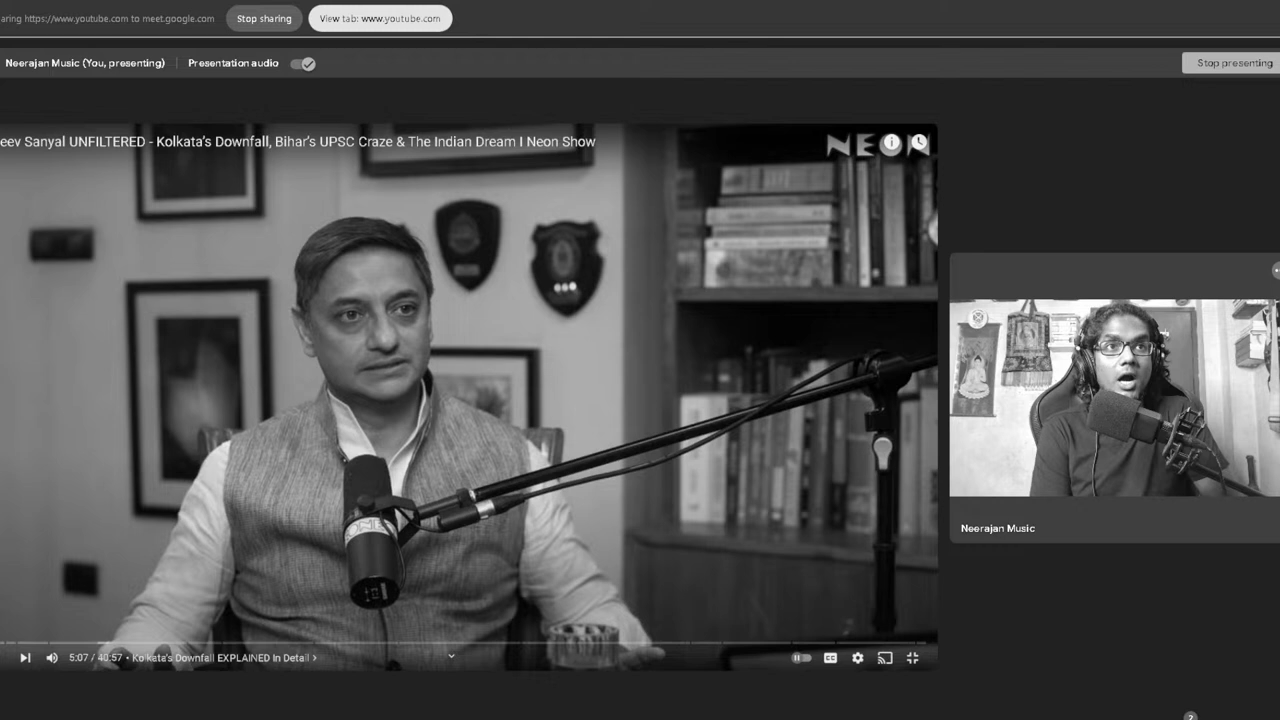 aring https://www.youtube.com to meet.google.com Stop sharing View tab: www.youtube.com
Neerajan Music (You, presenting) Presentation audio Stop presenting
eev Sanyal UNFILTERED - Kolkata's Downfall, Bihar's UPSC Craze & The Indian Dream I Neon Show
NEON
Neerajan Music
5:07 / 40:57 • Kolkata's Downfall EXPLAINED In Detail
CC
2